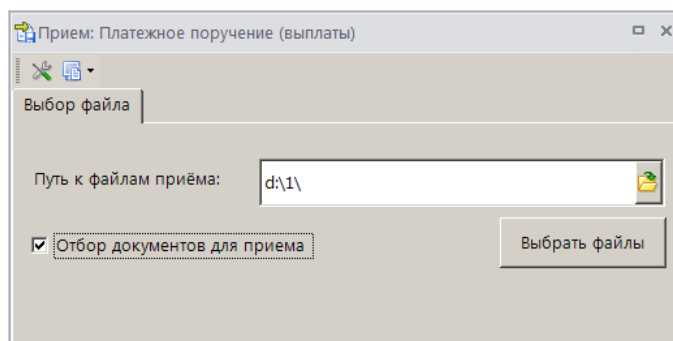 Прием: Платежное поручение (выплаты)
Выбор файла
Путь к файлам приёма:
d:\1\
Отбор документов для приема
Выбрать файлы